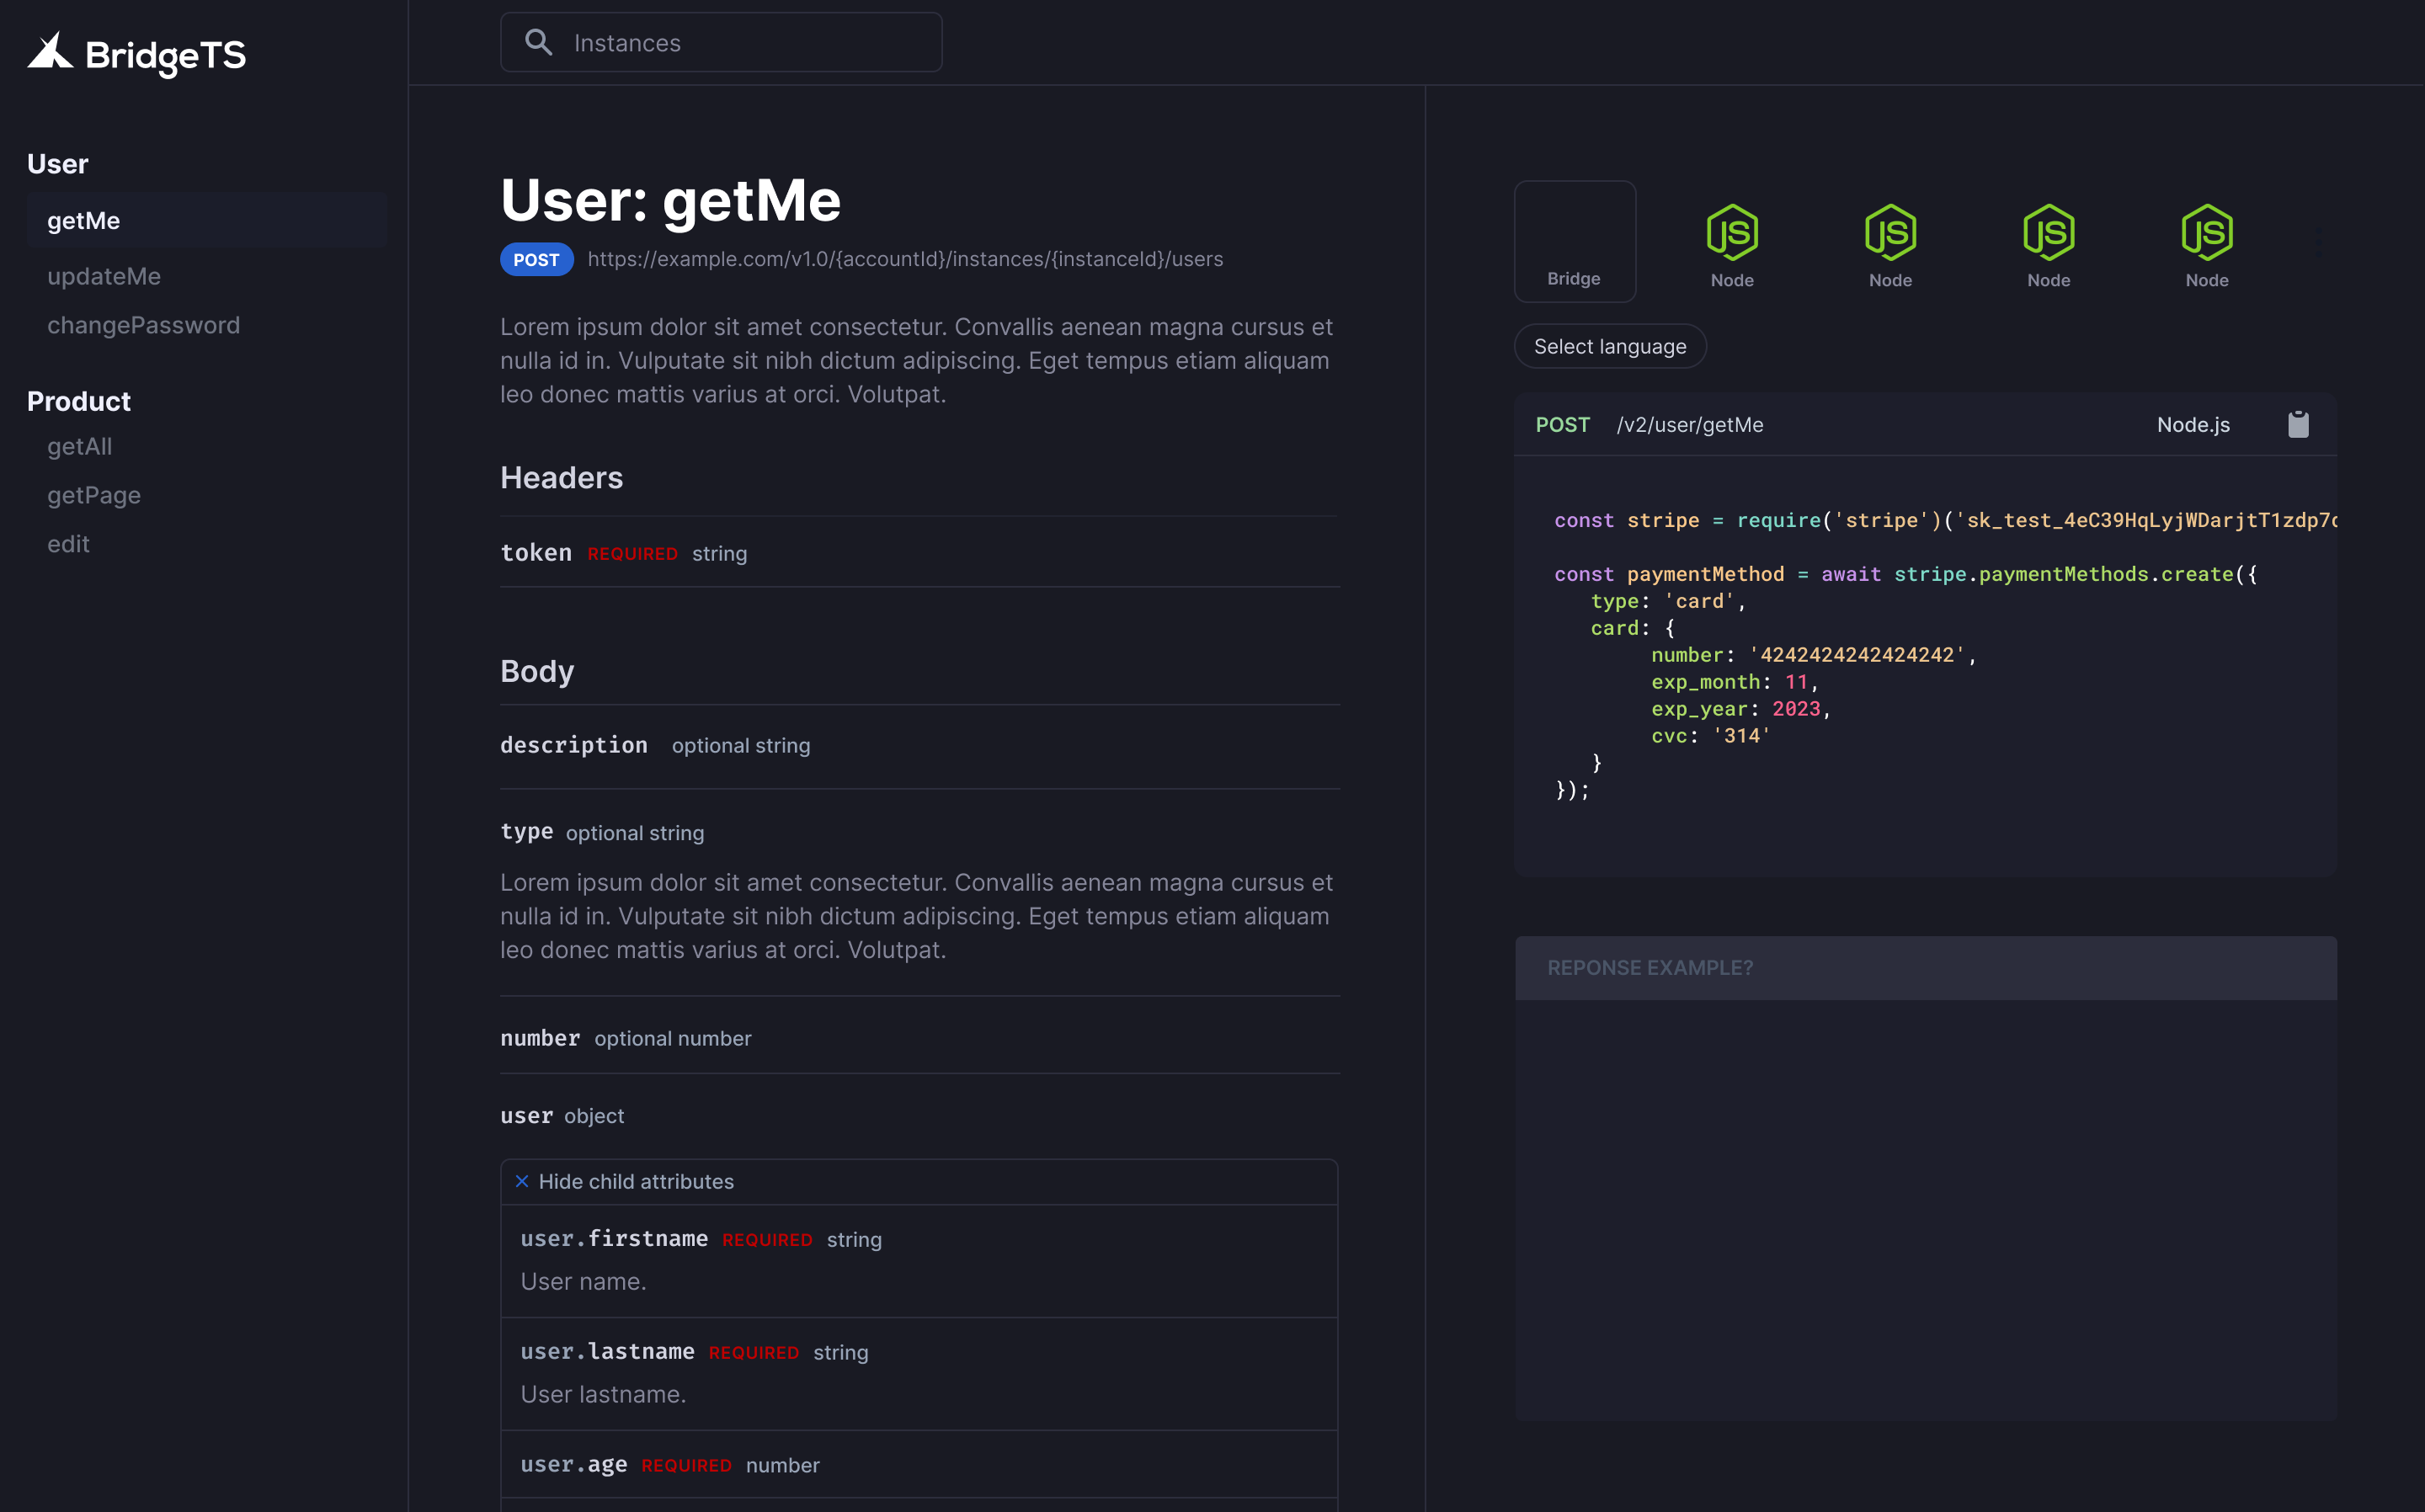 BridgeTS
User
getMe
updateMe
changePassword
Product
getAll
getPage
edit
Instances
User: getMe
POST https://example.com/v1.0/{accountId}/instances/{instanceId}/users
Lorem ipsum dolor sit amet consectetur. Convallis aenean magna cursus et
nulla id in. Vulputate sit nibh dictum adipiscing. Eget tempus etiam aliquam
leo donec mattis varius at orci. Volutpat.
Headers
token REQUIRED string
Body
description optional string
type optional string
Lorem ipsum dolor sit amet consectetur. Convallis aenean magna cursus et
nulla id in. Vulputate sit nibh dictum adipiscing. Eget tempus etiam aliquam
leo donec mattis varius at orci. Volutpat.
number optional number
user object
Hide child attributes
user.firstname REQUIRED string
User name.
user.lastname REQUIRED string
User lastname.
user.age REQUIRED number
Bridge
JS Node
JS Node
JS Node
JS Node
Select language
POST /v2/user/getMe Node.js
const stripe = require('stripe')('sk_test_4eC39HqLyjWDarjtT1zdp7
const paymentMethod = await stripe.paymentMethods.create({
type: 'card',
card: {
number: '4242424242424242',
exp_month: 11,
exp_year: 2023,
cvc: '314'
}
});
REPONSE EXAMPLE?